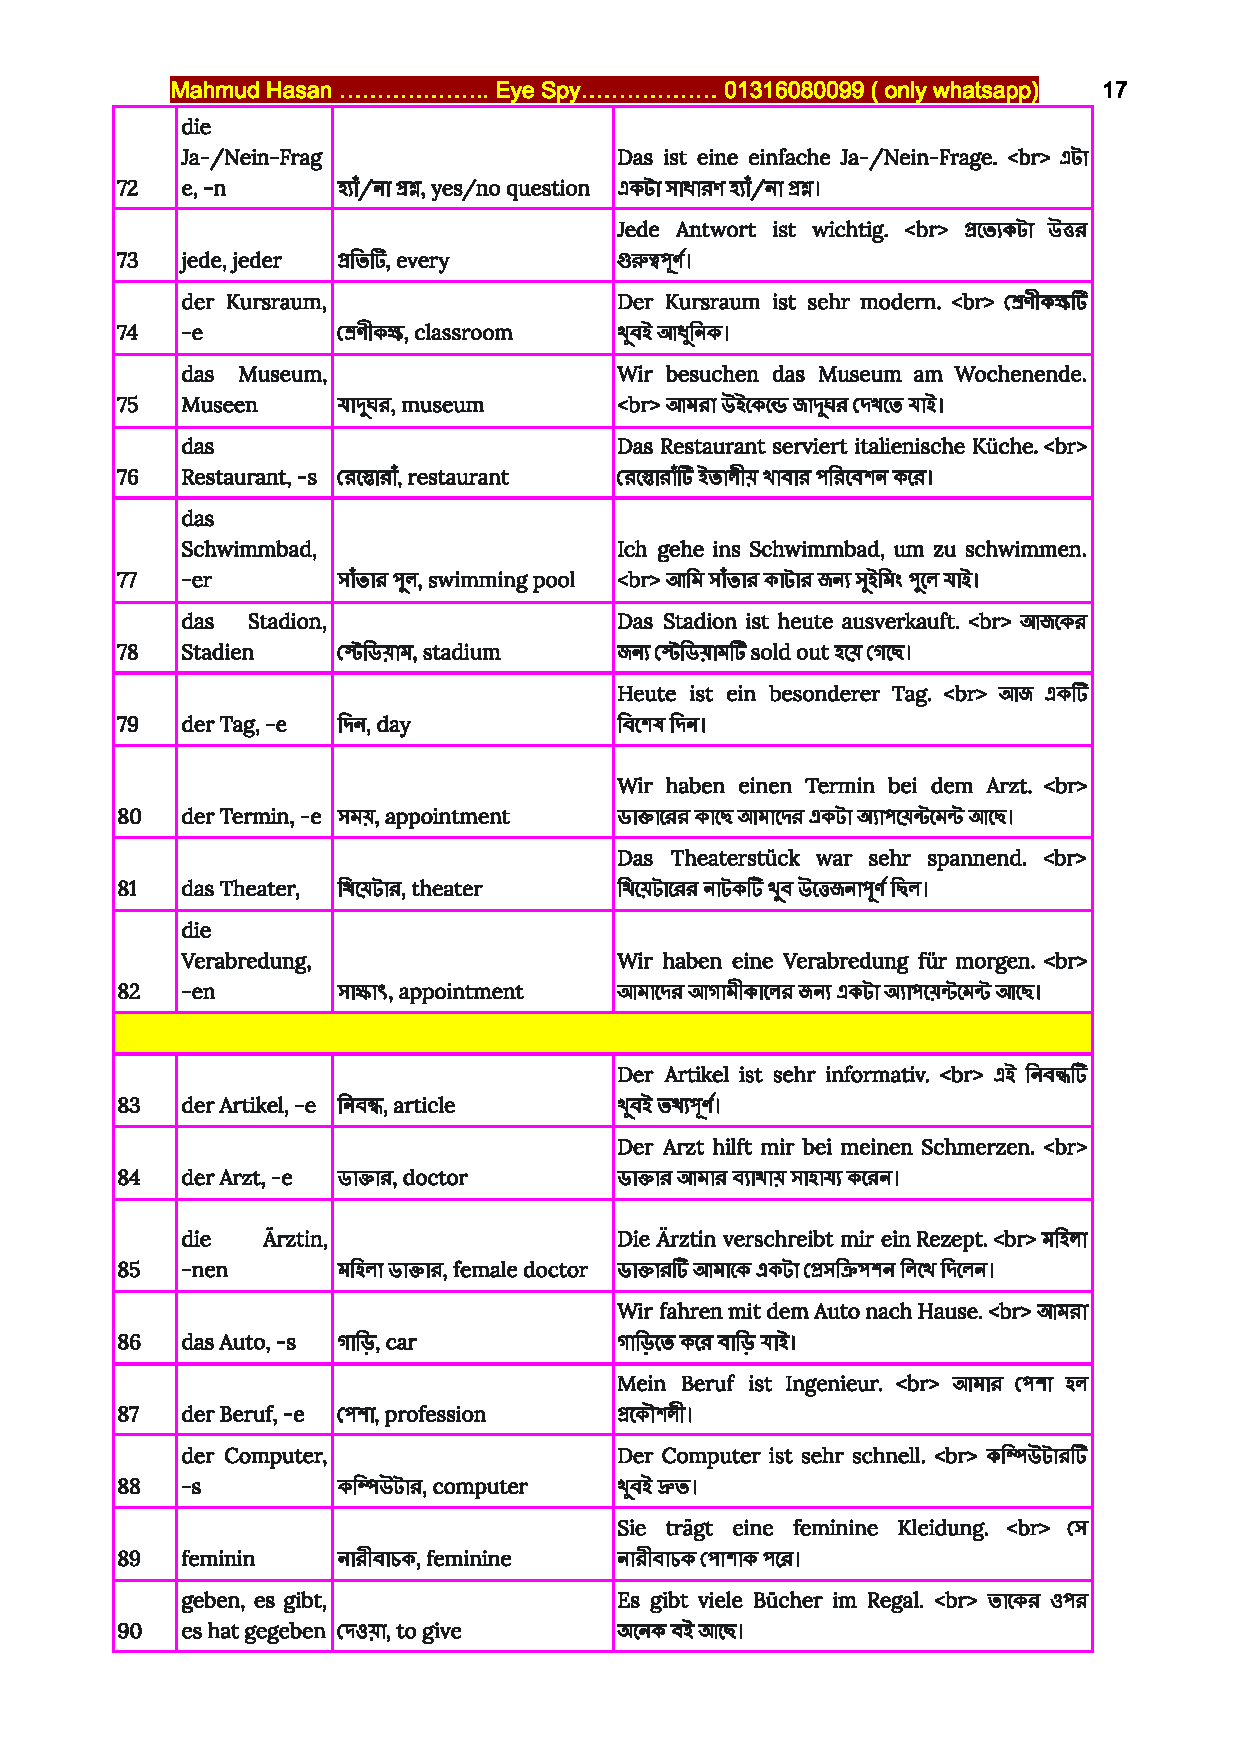 Mahmud Hasan ……………….. Eye Spy……………… 01316080099 ( only whatsapp) 17
die
Ja-/Nein-Frag Das ist eine einfache Ja-/Nein-Frage. <br> এটা
72 e, -n হ্যাঁ/না প্রশ্ন, yes/no question একটা সাধারণ হ্যাঁ/না প্রশ্ন।
Jede Antwort ist wichtig. <br> প্রত্যেকটা উত্তর
73 jede, jeder প্রতিটি, every গুরুত্বপূর্ণ।
der Kursraum, Der Kursraum ist sehr modern. <br> শ্রেণীকক্ষটি
74 -e শ্রেণীকক্ষ, classroom খুবই আধুনিক।
das Museum, Wir besuchen das Museum am Wochenende.
75 Museen যাদুঘর, museum <br> আমরা উইকেন্ডে জাদুঘর দেখতে যাই।
das Das Restaurant serviert italienische Küche. <br>
76 Restaurant, -s রেস্তোরাঁ, restaurant রেস্তোরাঁটি ইতালীয় খাবার পরিবেশন করে।
das
Schwimmbad, Ich gehe ins Schwimmbad, um zu schwimmen.
77 -er সাঁতার পুল, swimming pool <br> আমি সাঁতার কাটার জন্য সুইমিং পুলে যাই।
das Stadion, Das Stadion ist heute ausverkauft. <br> আজকের
78 Stadien স্টেডিয়াম, stadium জন্য স্টেডিয়ামটি sold out হয়ে গেছে।
Heute ist ein besonderer Tag. <br> আজ একটি
79 der Tag, -e দিন, day বিশেষ দিন।
Wir haben einen Termin bei dem Arzt. <br>
80 der Termin, -e সময়, appointment ডাক্তারের কাছে আমাদের একটা অ্যাপয়েন্টমেন্ট আছে।
Das Theaterstück war sehr spannend. <br>
81 das Theater, থিয়েটার, theater থিয়েটারের নাটকটি খুব উত্তেজনাপূর্ণ ছিল।
die
Verabredung, Wir haben eine Verabredung für morgen. <br>
82 -en সাক্ষাৎ, appointment আমাদের আগামীকালের জন্য একটা অ্যাপয়েন্টমেন্ট আছে।
Der Artikel ist sehr informativ. <br> এই নিবন্ধটি
83 der Artikel, -e নিবন্ধ, article খুবই তথ্যপূর্ণ।
Der Arzt hilft mir bei meinen Schmerzen. <br>
84 der Arzt, -e ডাক্তার, doctor ডাক্তার আমার ব্যাথায় সাহায্য করেন।
die Ärztin, Die Ärztin verschreibt mir ein Rezept. <br> মহিলা
85 -nen মহিলা ডাক্তার, female doctor ডাক্তারটি আমাকে একটা প্রেসক্রিপশন লিখে দিলেন।
Wir fahren mit dem Auto nach Hause. <br> আমরা
86 das Auto, -s গাড়ি, car গাড়িতে করে বাড়ি যাই।
Mein Beruf ist Ingenieur. <br> আমার পেশা হল
87 der Beruf, -e পেশা, profession প্রকৌশলী।
der Computer, Der Computer ist sehr schnell. <br> কম্পিউটারটি
88 -s কম্পিউটার, computer খুবই দ্রুত।
Sie trägt eine feminine Kleidung. <br> সে
89 feminin নারীবাচক, feminine নারীবাচক পোশাক পরে।
geben, es gibt, Es gibt viele Bücher im Regal. <br> তাকের ওপর
90 es hat gegeben দেওয়া, to give অনেক বই আছে।